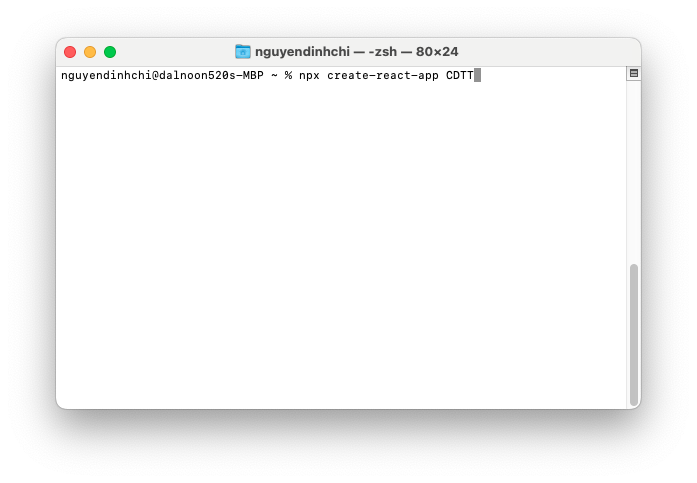 nguyendinhchi — -zsh — 80×24
nguyendinhchi@dalnoon520s-MBP ~ % npx create-react-app CDTT